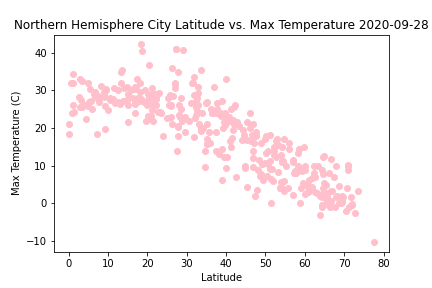 Northern Hemisphere City Latitude vs. Max Temperature 2020-09-28
40
30
20
10
0
−10
Max Temperature (C)
0 10 20 30 40 50 60 70 80
Latitude